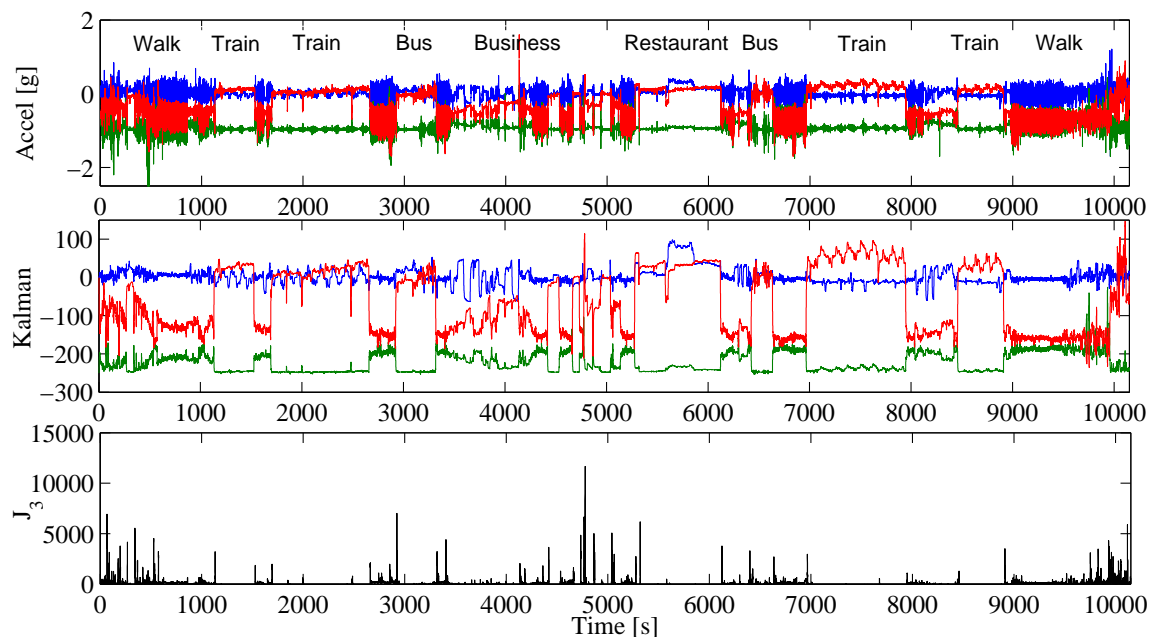 2
Walk Train Train Bus Business Restaurant Bus Train Train Walk
0
−2
Accel [g]
0 1000 2000 3000 4000 5000 6000 7000 8000 9000 10000
100
0
−100
−200
−300
Kalman
0 1000 2000 3000 4000 5000 6000 7000 8000 9000 10000
15000
10000
5000
0
J_3
0 1000 2000 3000 4000 5000 6000 7000 8000 9000 10000
Time [s]